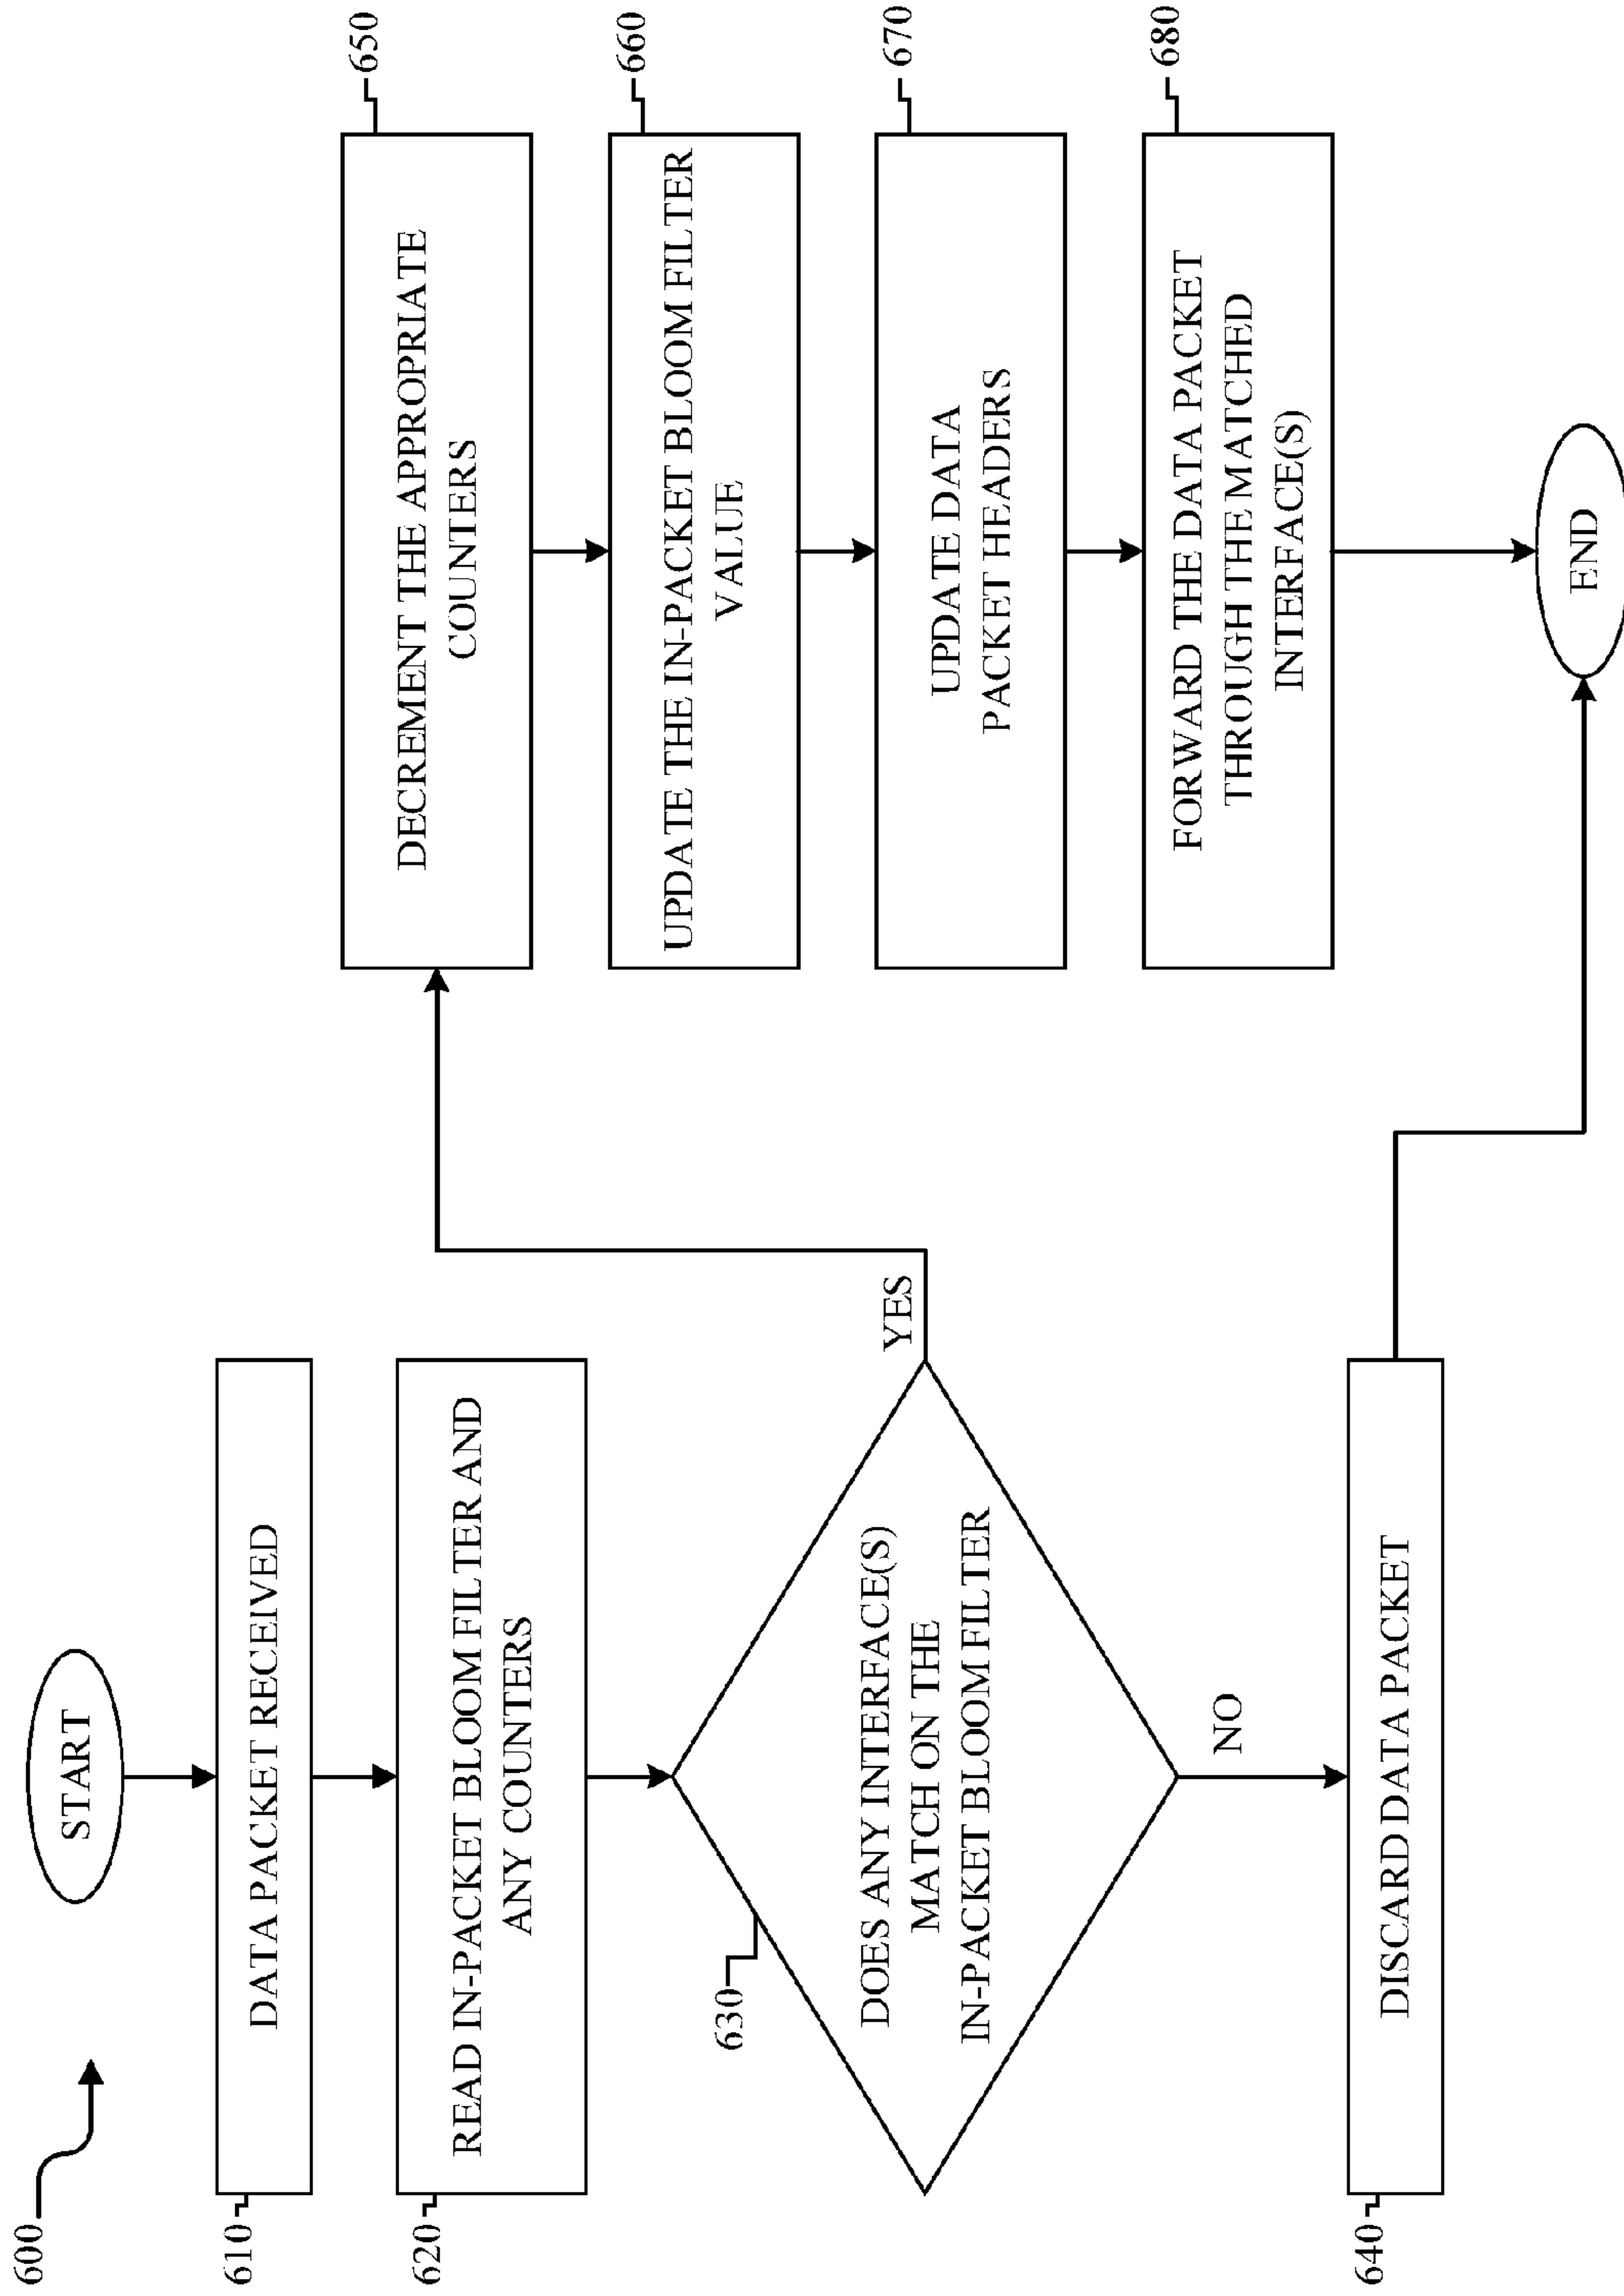 600
START
610
DATA PACKET RECEIVED
620
READ IN-PACKET BLOOM FILTER AND
ANY COUNTERS
630
DOES ANY INTERFACE(S)
MATCH ON THE
IN-PACKET BLOOM FILTER
YES
NO
640
DISCARD DATA PACKET
650
DECREMENT THE APPROPRIATE
COUNTERS
660
UPDATE THE IN-PACKET BLOOM FILTER
VALUE
670
UPDATE DATA
PACKET HEADERS
680
FORWARD THE DATA PACKET
THROUGH THE MATCHED
INTERFACE(S)
END